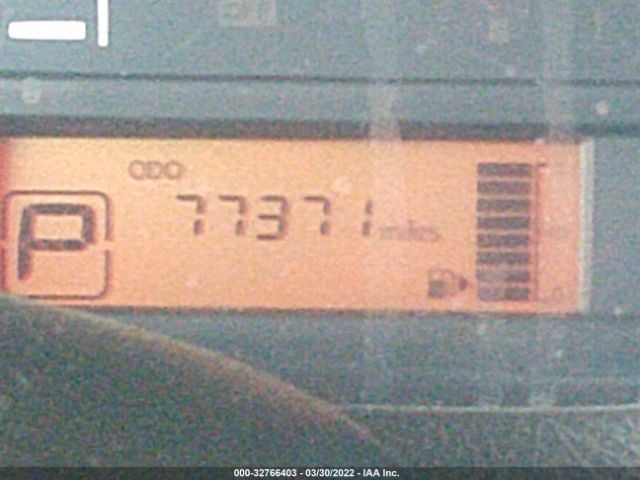 ODO
P
77371 miles
000-32766403 - 03/30/2022 - IAA Inc.